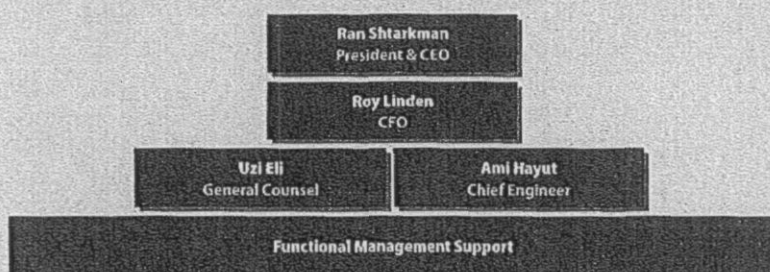 Ran Shtarkman
President & CEO
Roy Linden
CFO
Uzi Eli
General Counsel
Ami Hayut
Chief Engineer
Functional Management Support